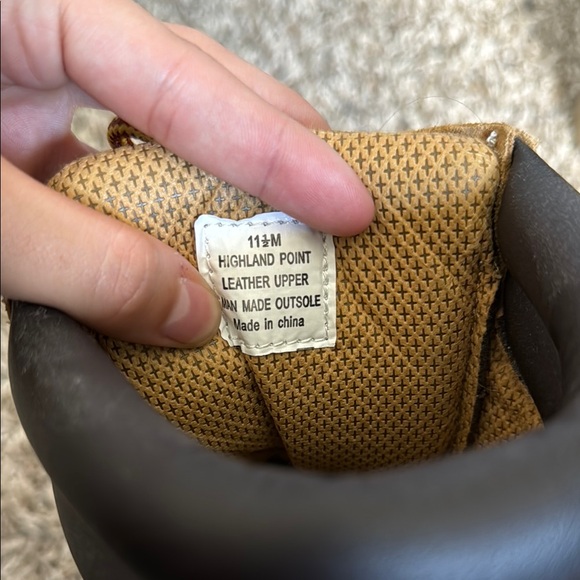 11½M
HIGHLAND POINT
LEATHER UPPER
MAN MADE OUTSOLE
Made in china